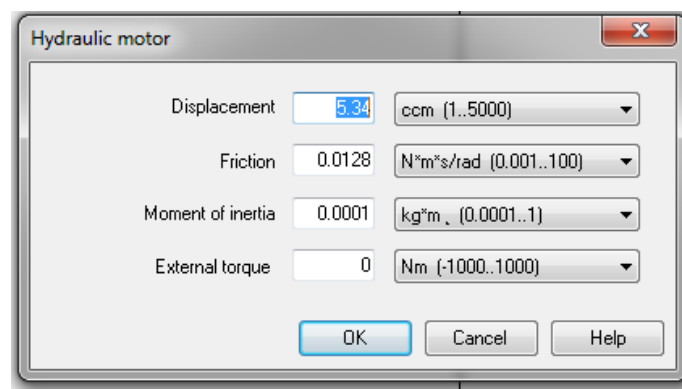 Hydraulic motor
Displacement 5.34 ccm (1..5000)
Friction 0.0128 N*m*s/rad (0.001..100)
Moment of inertia 0.0001 kg*m˛ (0.0001..1)
External torque 0 Nm (-1000..1000)
OK Cancel Help